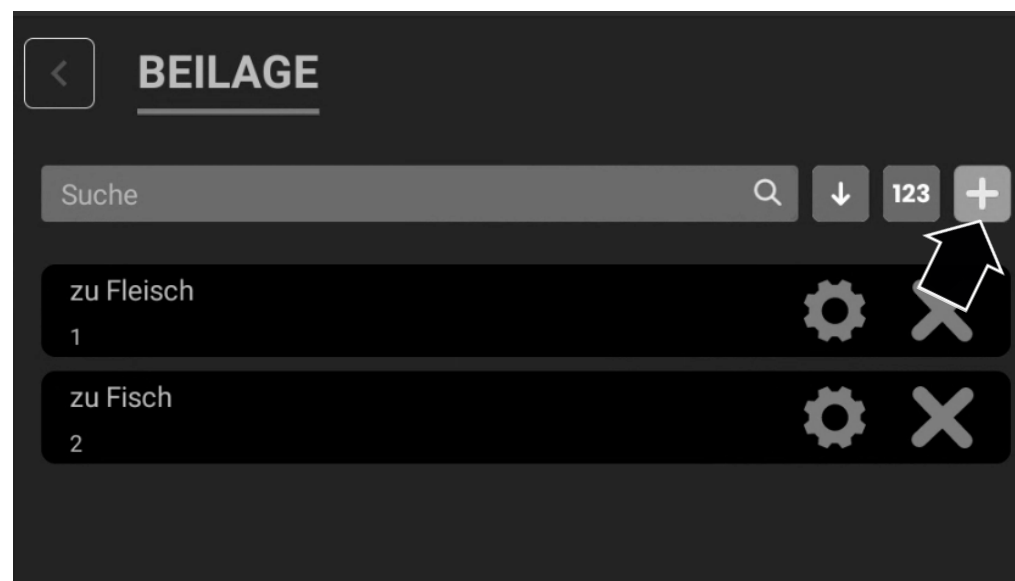 BEILAGE
Suche
123
zu Fleisch
1
zu Fisch
2